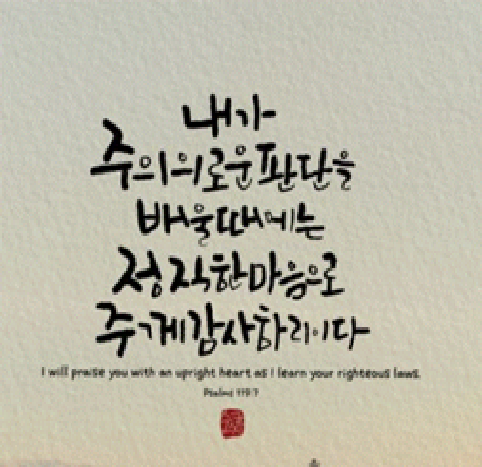 내가
주의 의로운 판단을
배울 때에는
정직한 마음으로
주께 감사하리이다
I will praise you with an upright heart as I learn your righteous laws.
Psalms 119:7